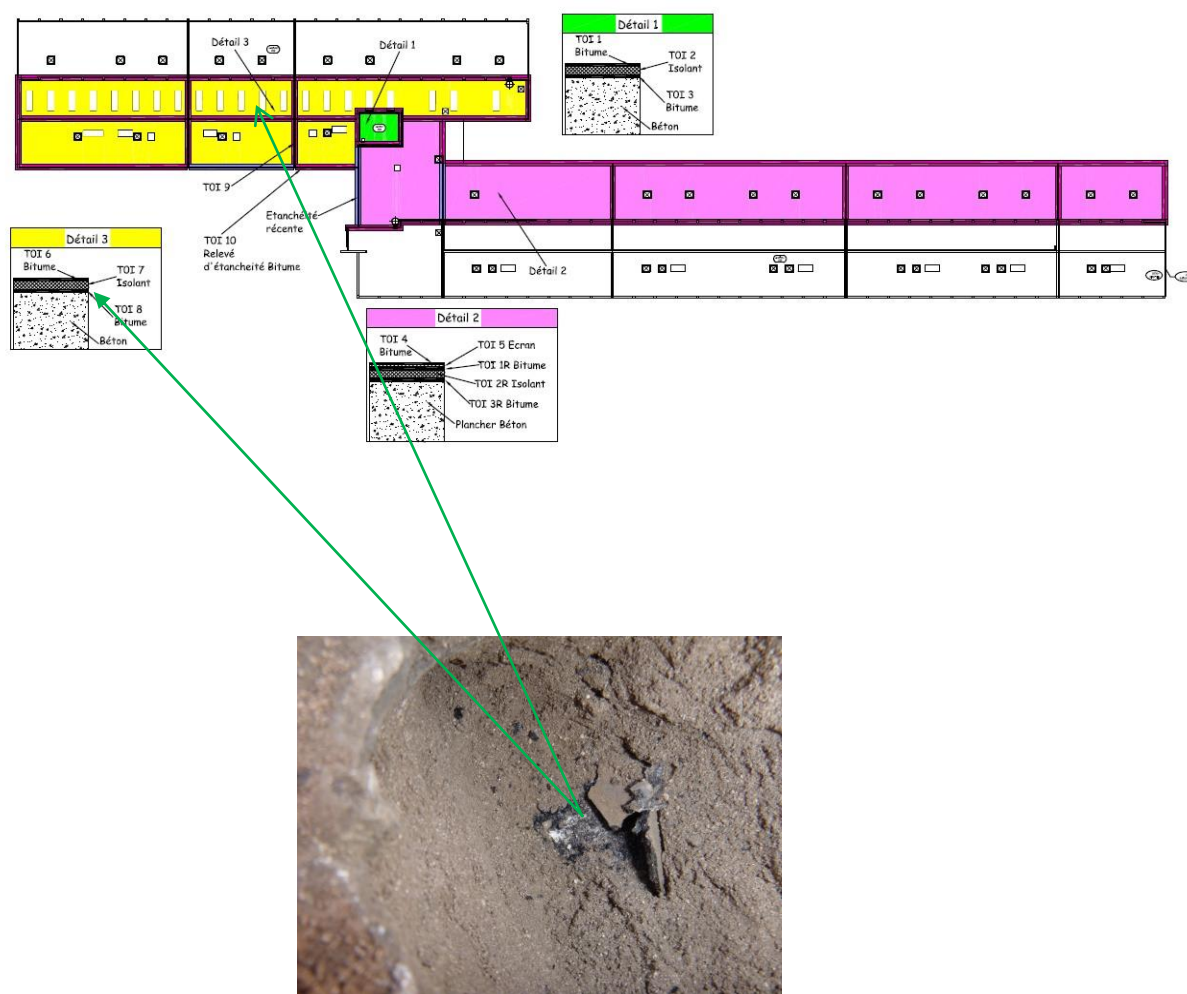 Détail 3
Détail 1
Détail 1
TOI 1
Bitume
TOI 2
Isolant
TOI 3
Bitume
Béton
TOI 9
TOI 10
Relevé
d'étancheité Bitume
Etancheité
récente
Détail 2
Détail 3
TOI 6
Bitume
TOI 7
Isolant
TOI 8
Bitume
Béton
Détail 2
TOI 4
Bitume
TOI 5 Ecran
TOI 1R Bitume
TOI 2R Isolant
TOI 3R Bitume
Plancher Béton